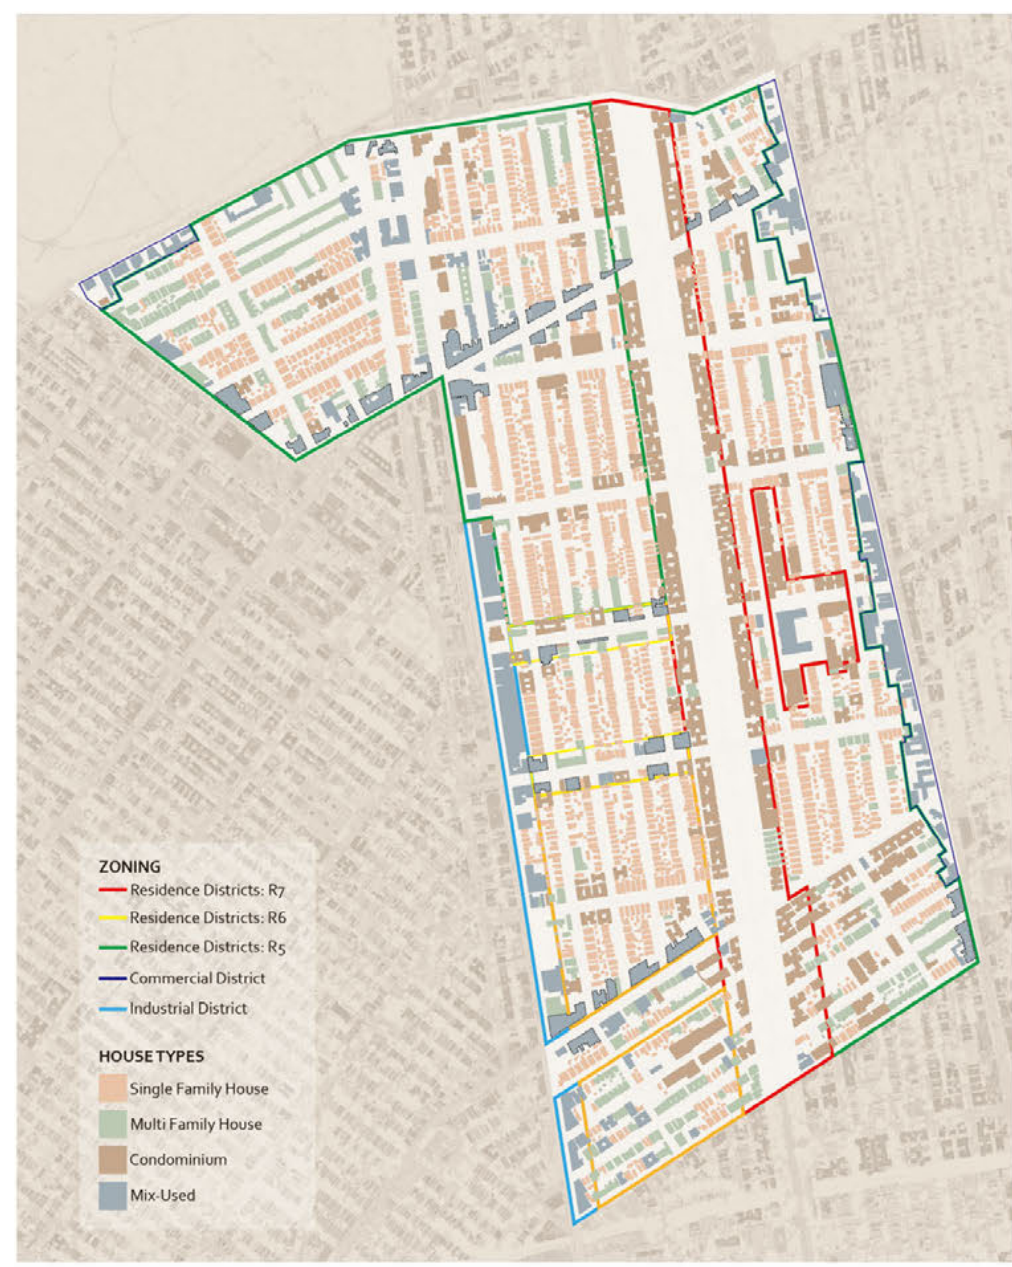 ZONING
Residence Districts: R7
Residence Districts: R6
Residence Districts: R5
Commercial District
Industrial District
HOUSE TYPES
Single Family House
Multi Family House
Condominium
Mix-Used